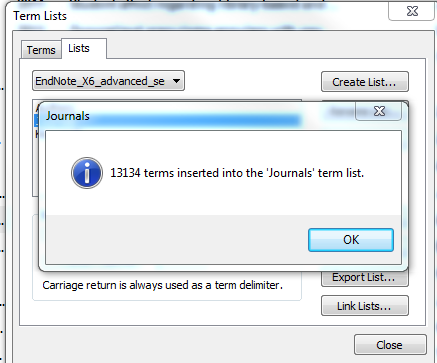 Term Lists
Terms
Lists
EndNote_X6_advanced_se
Create List...
Journals
13134 terms inserted into the 'Journals' term list.
OK
Export List...
Carriage return is always used as a term delimiter.
Link Lists...
Close